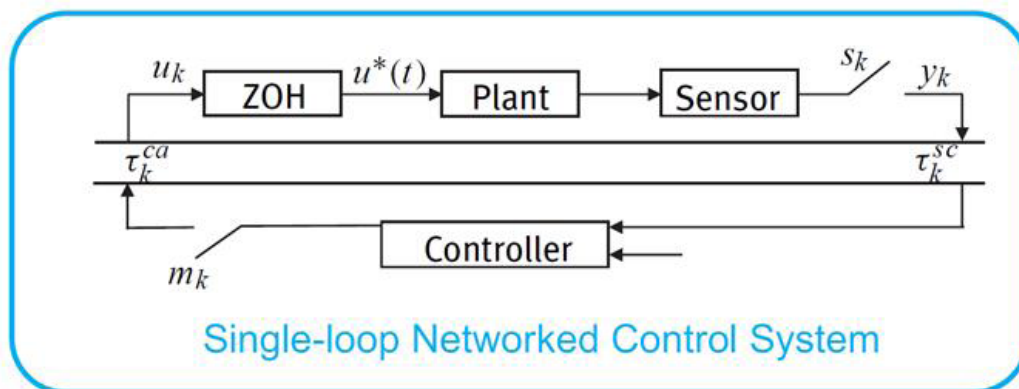 u_k ZOH u*(t) Plant Sensor s_k y_k
τ_k^{ca} τ_k^{sc}
m_k Controller
Single-loop Networked Control System